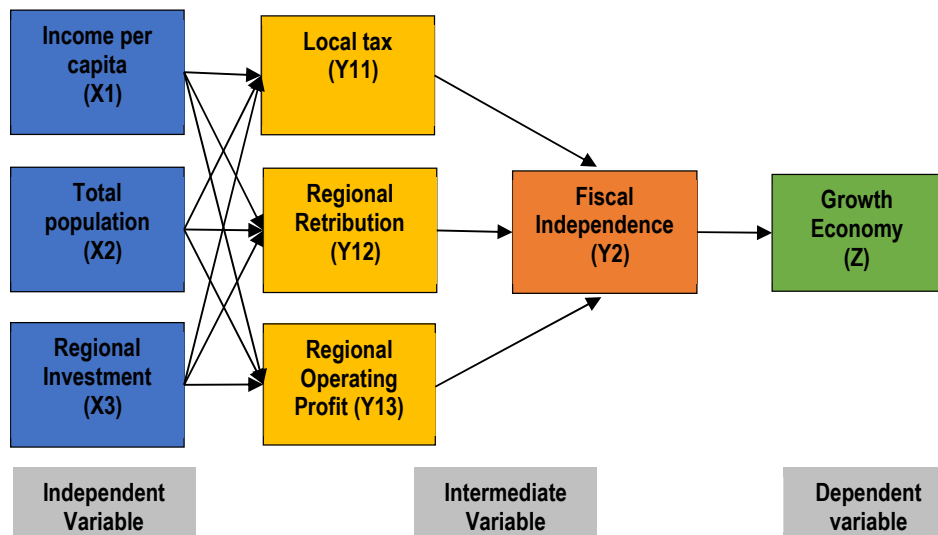 Income per
capita
(X1)
Local tax
(Y11)
Total
population
(X2)
Regional
Retribution
(Y12)
Fiscal
Independence
(Y2)
Growth
Economy
(Z)
Regional
Investment
(X3)
Regional
Operating
Profit (Y13)
Independent
Variable
Intermediate
Variable
Dependent
variable